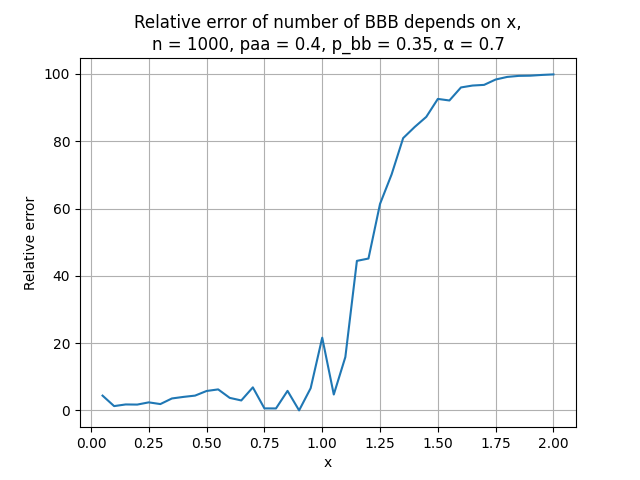 Relative error of number of BBB depends on x,
n = 1000, paa = 0.4, p_bb = 0.35, α = 0.7
100
80
60
40
20
0
Relative error
0.00 0.25 0.50 0.75 1.00 1.25 1.50 1.75 2.00
x